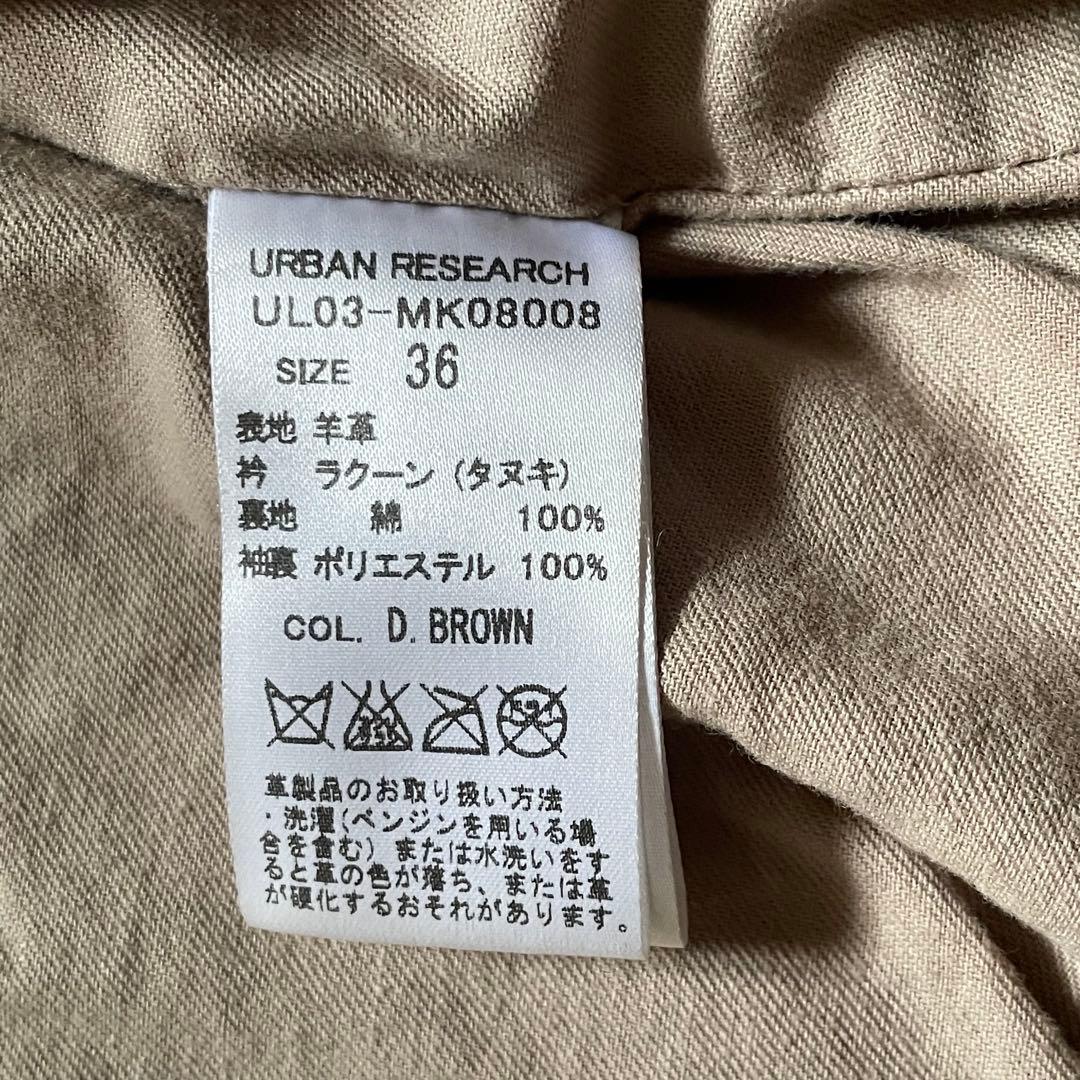 URBAN RESEARCH
UL03-MK08008
SIZE 36
表地 羊革
衿 ラクーン (タヌキ)
裏地 綿 100%
袖裏 ポリエステル 100%
COL. D. BROWN
革製品のお取り扱い方法
・洗濯(ベンジンを用いる場
合を含む) または水洗いをす
ると革の色が落ち、または革
が硬化するおそれがあります。